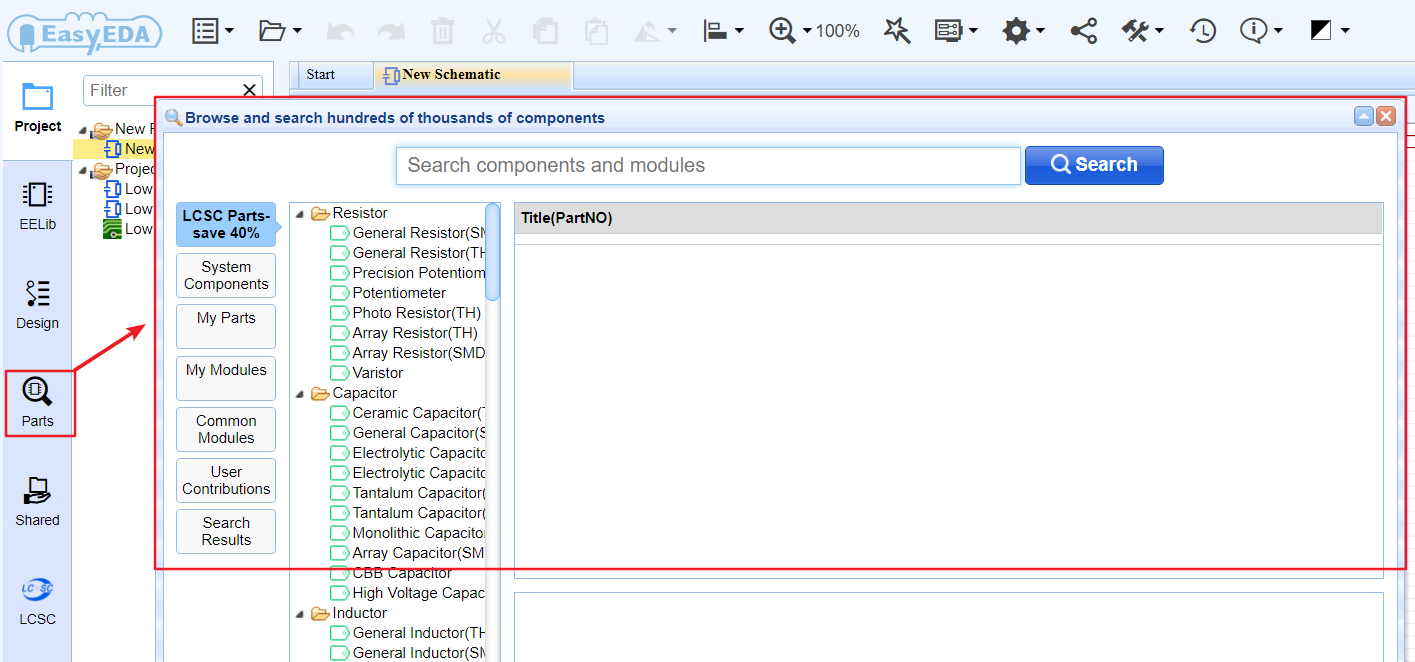 EasyEDA
100%
Project
EELib
Design
Parts
Shared
LCSC
LCSC
Filter
New
New
Low
Low
Low
Start
New Schematic
Browse and search hundreds of thousands of components
Search components and modules
Search
LCSC Parts-
save 40%
System
Components
My Parts
My Modules
Common
Modules
User
Contributions
Search
Results
Resistor
General Resistor(SM
General Resistor(TH
Precision Potentiom
Potentiometer
Photo Resistor(TH)
Array Resistor(TH)
Array Resistor(SMD
Varistor
Capacitor
Ceramic Capacitor(T
General Capacitor(S
Electrolytic Capacito
Electrolytic Capacito
Tantalum Capacitor(
Tantalum Capacitor(
Monolithic Capacitor
Array Capacitor(SM
CBB Capacitor
High Voltage Capac
Inductor
General Inductor(TH
General Inductor(SM
Title(PartNO)